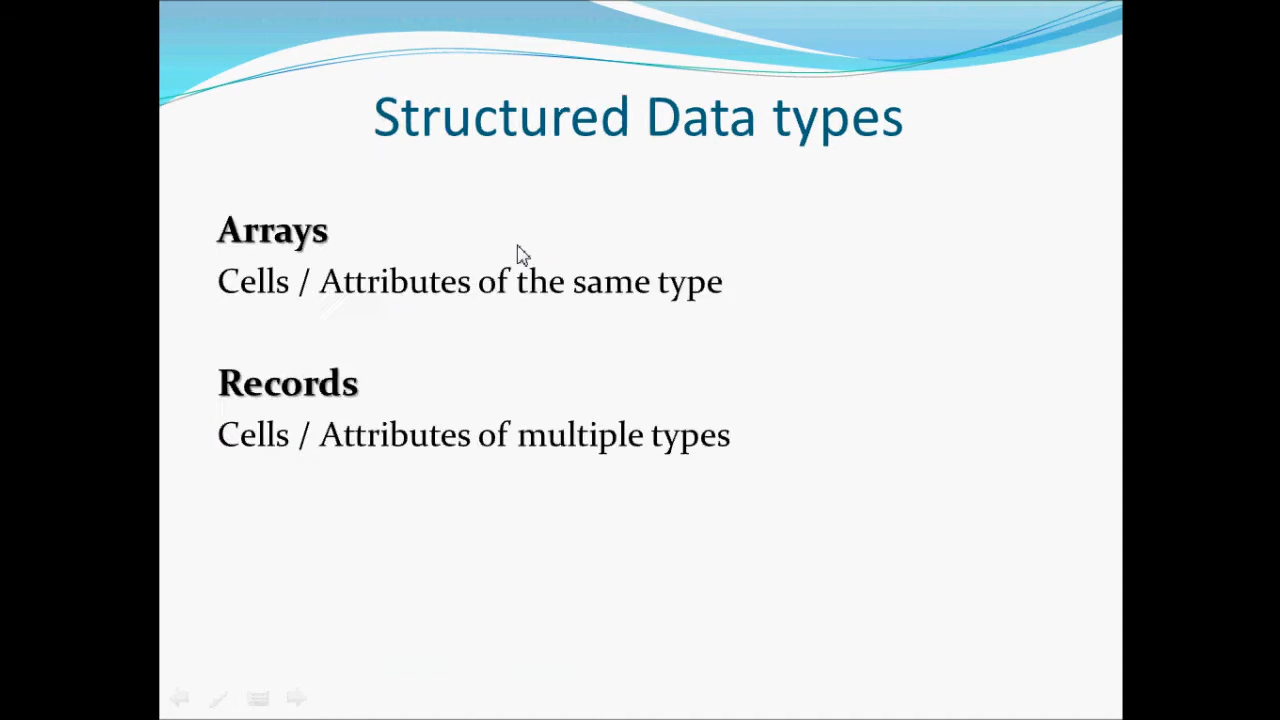 Structured Data types
Arrays
Cells / Attributes of the same type
Records
Cells / Attributes of multiple types